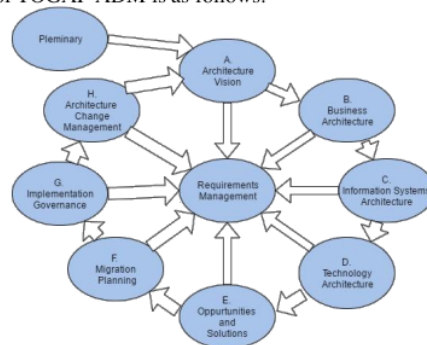 of TOGAF ADM is as follows:
Pleminary
A.
Architecture
Vision
H.
Architecture
Change
Management
B.
Business
Architecture
G.
Implementation
Governance
Requirements
Management
C.
Information Systems
Architecture
F.
Migration
Planning
D.
Technology
Architecture
E.
Oppurtunities
and
Solutions